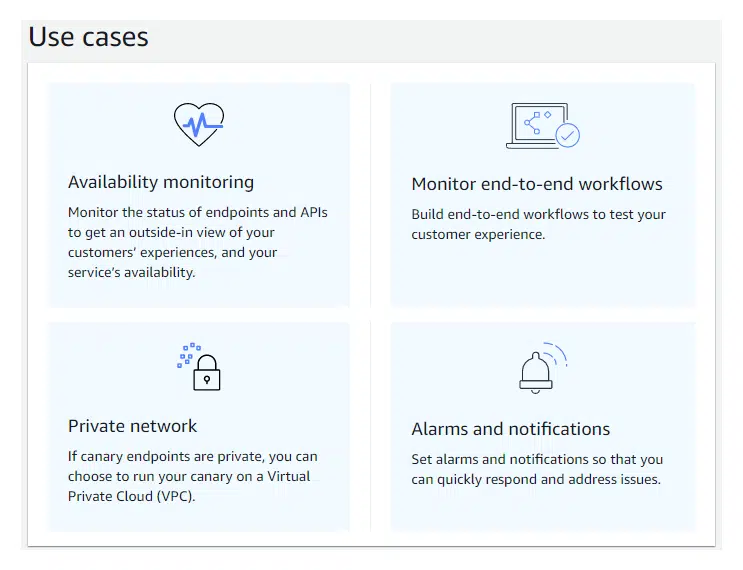 Use cases
Availability monitoring
Monitor the status of endpoints and APIs
to get an outside-in view of your
customers' experiences, and your
service's availability.
Monitor end-to-end workflows
Build end-to-end workflows to test your
customer experience.
Private network
If canary endpoints are private, you can
choose to run your canary on a Virtual
Private Cloud (VPC).
Alarms and notifications
Set alarms and notifications so that you
can quickly respond and address issues.